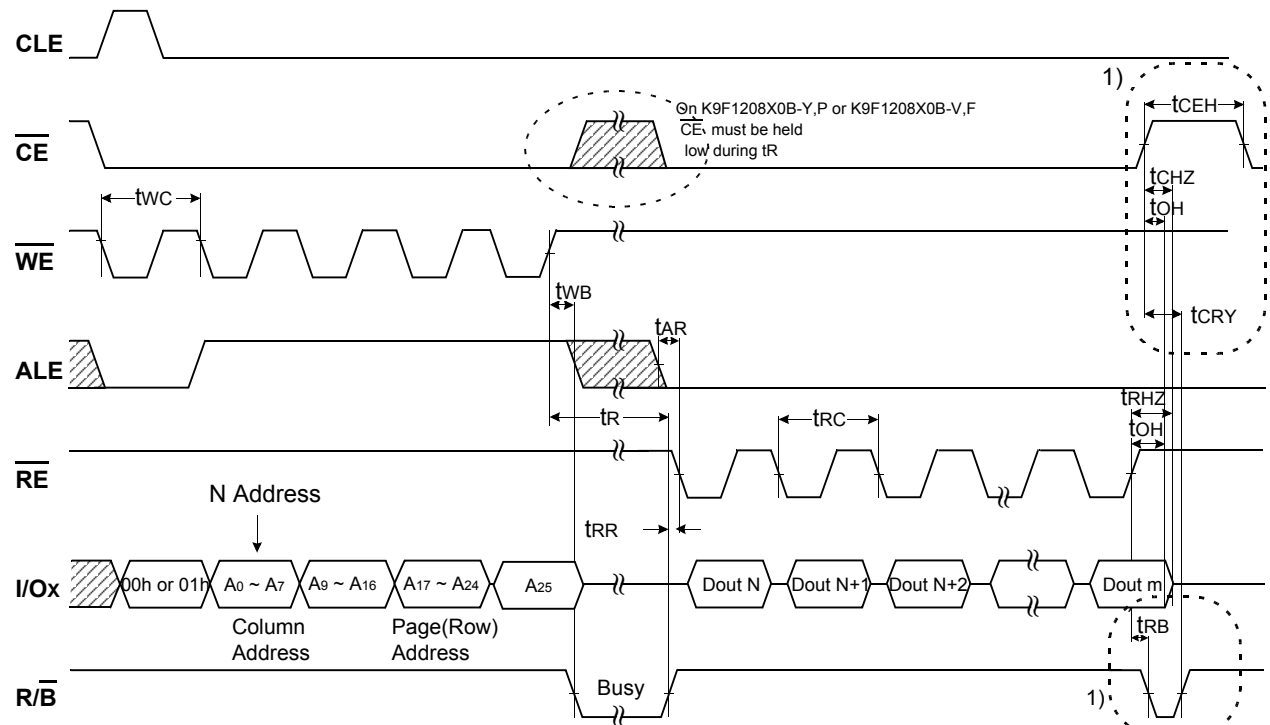 CLE
1)
tCEH
On K9F1208X0B-Y,P or K9F1208X0B-V,F
CE must be held
low during tR
CE
tCHZ
tOH
tWC
WE
tWB
tCRY
tAR
ALE
tR
tRC
tRHZ
tOH
RE
N Address
tRR
I/Ox
00h or 01h
A0 ~ A7
A9 ~ A16
A17 ~ A24
A25
Dout N
Dout N+1
Dout N+2
Dout m
Column
Address
Page(Row)
Address
tRB
R/B
Busy
1)